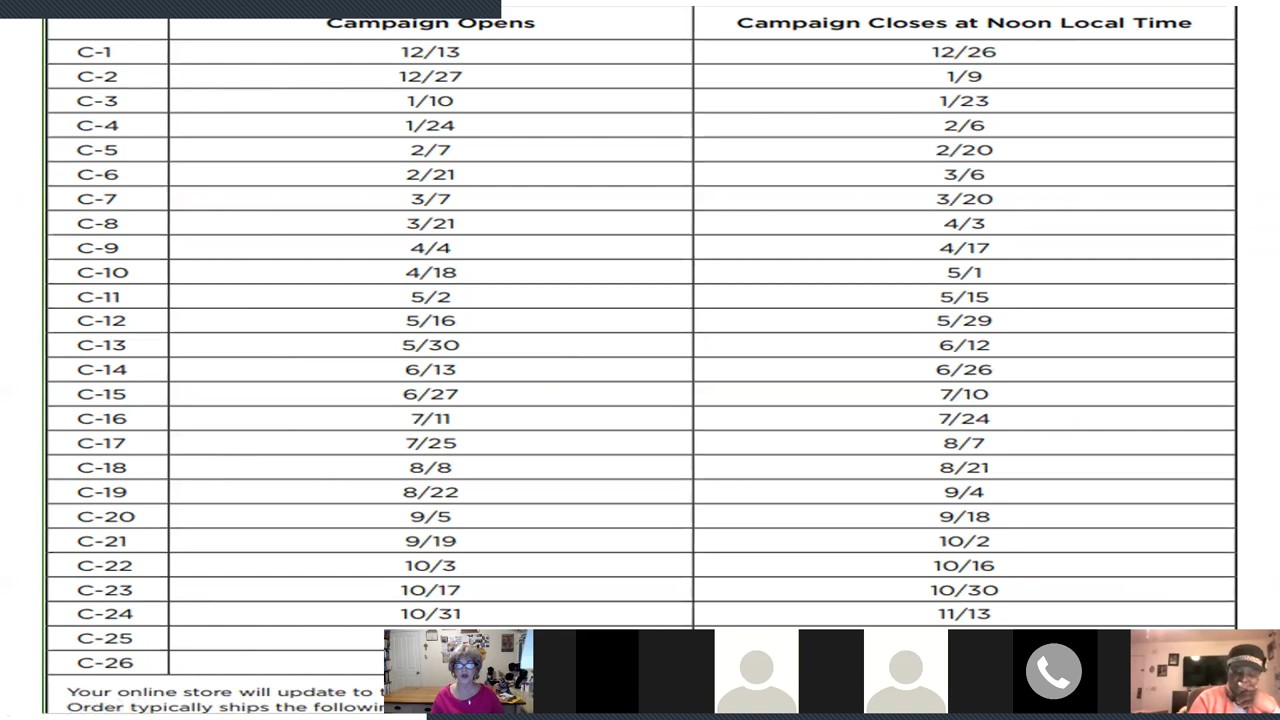 Campaign Opens Campaign Closes at Noon Local Time
C-1 12/13 12/26
C-2 12/27 1/9
C-3 1/10 1/23
C-4 1/24 2/6
C-5 2/7 2/20
C-6 2/21 3/6
C-7 3/7 3/20
C-8 3/21 4/3
C-9 4/4 4/17
C-10 4/18 5/1
C-11 5/2 5/15
C-12 5/16 5/29
C-13 5/30 6/12
C-14 6/13 6/26
C-15 6/27 7/10
C-16 7/11 7/24
C-17 7/25 8/7
C-18 8/8 8/21
C-19 8/22 9/4
C-20 9/5 9/18
C-21 9/19 10/2
C-22 10/3 10/16
C-23 10/17 10/30
C-24 10/31 11/13
C-25
C-26
Your online store will update to
Order typically ships the